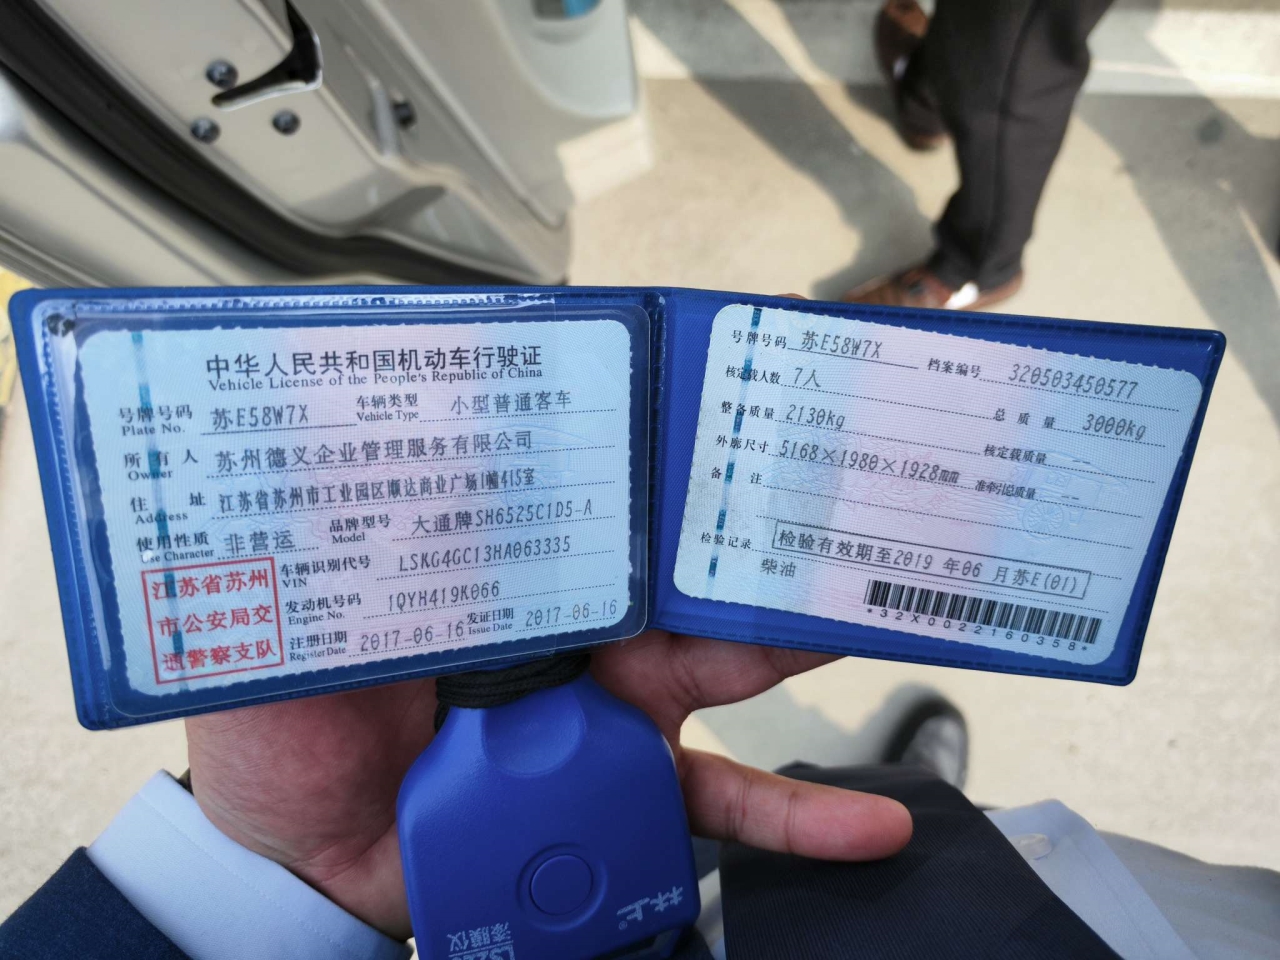 中华人民共和国机动车行驶证
Vehicle License of the People's Republic of China
号牌号码 Plate No. 苏E58W7X 车辆类型 Vehicle Type 小型普通客车
所有人 Owner 苏州德义企业管理服务有限公司
住址 Address 江苏省苏州市工业园区顺达商业广场1幢415室
使用性质 Use Character 非营运 品牌型号 Model 大通牌SH6525C1D5-A
江苏省苏州
市公安局交
通警察支队
车辆识别代号 VIN LSKG4GC13HA063335
发动机号码 Engine No. 1QYH419K066
注册日期 Register Date 2017-06-16 发证日期 Issue Date 2017-06-16
号牌号码 苏E58W7X 档案编号 320503450577
核定载人数 7人 总质量 3000kg
整备质量 2130kg 核定载质量 --
外廓尺寸 5168×1980×1928㎜ 准牵引总质量 --
备注
检验记录 检验有效期至2019年06月苏E(01)
柴油
*32X0022160358*
林上®
漆膜仪